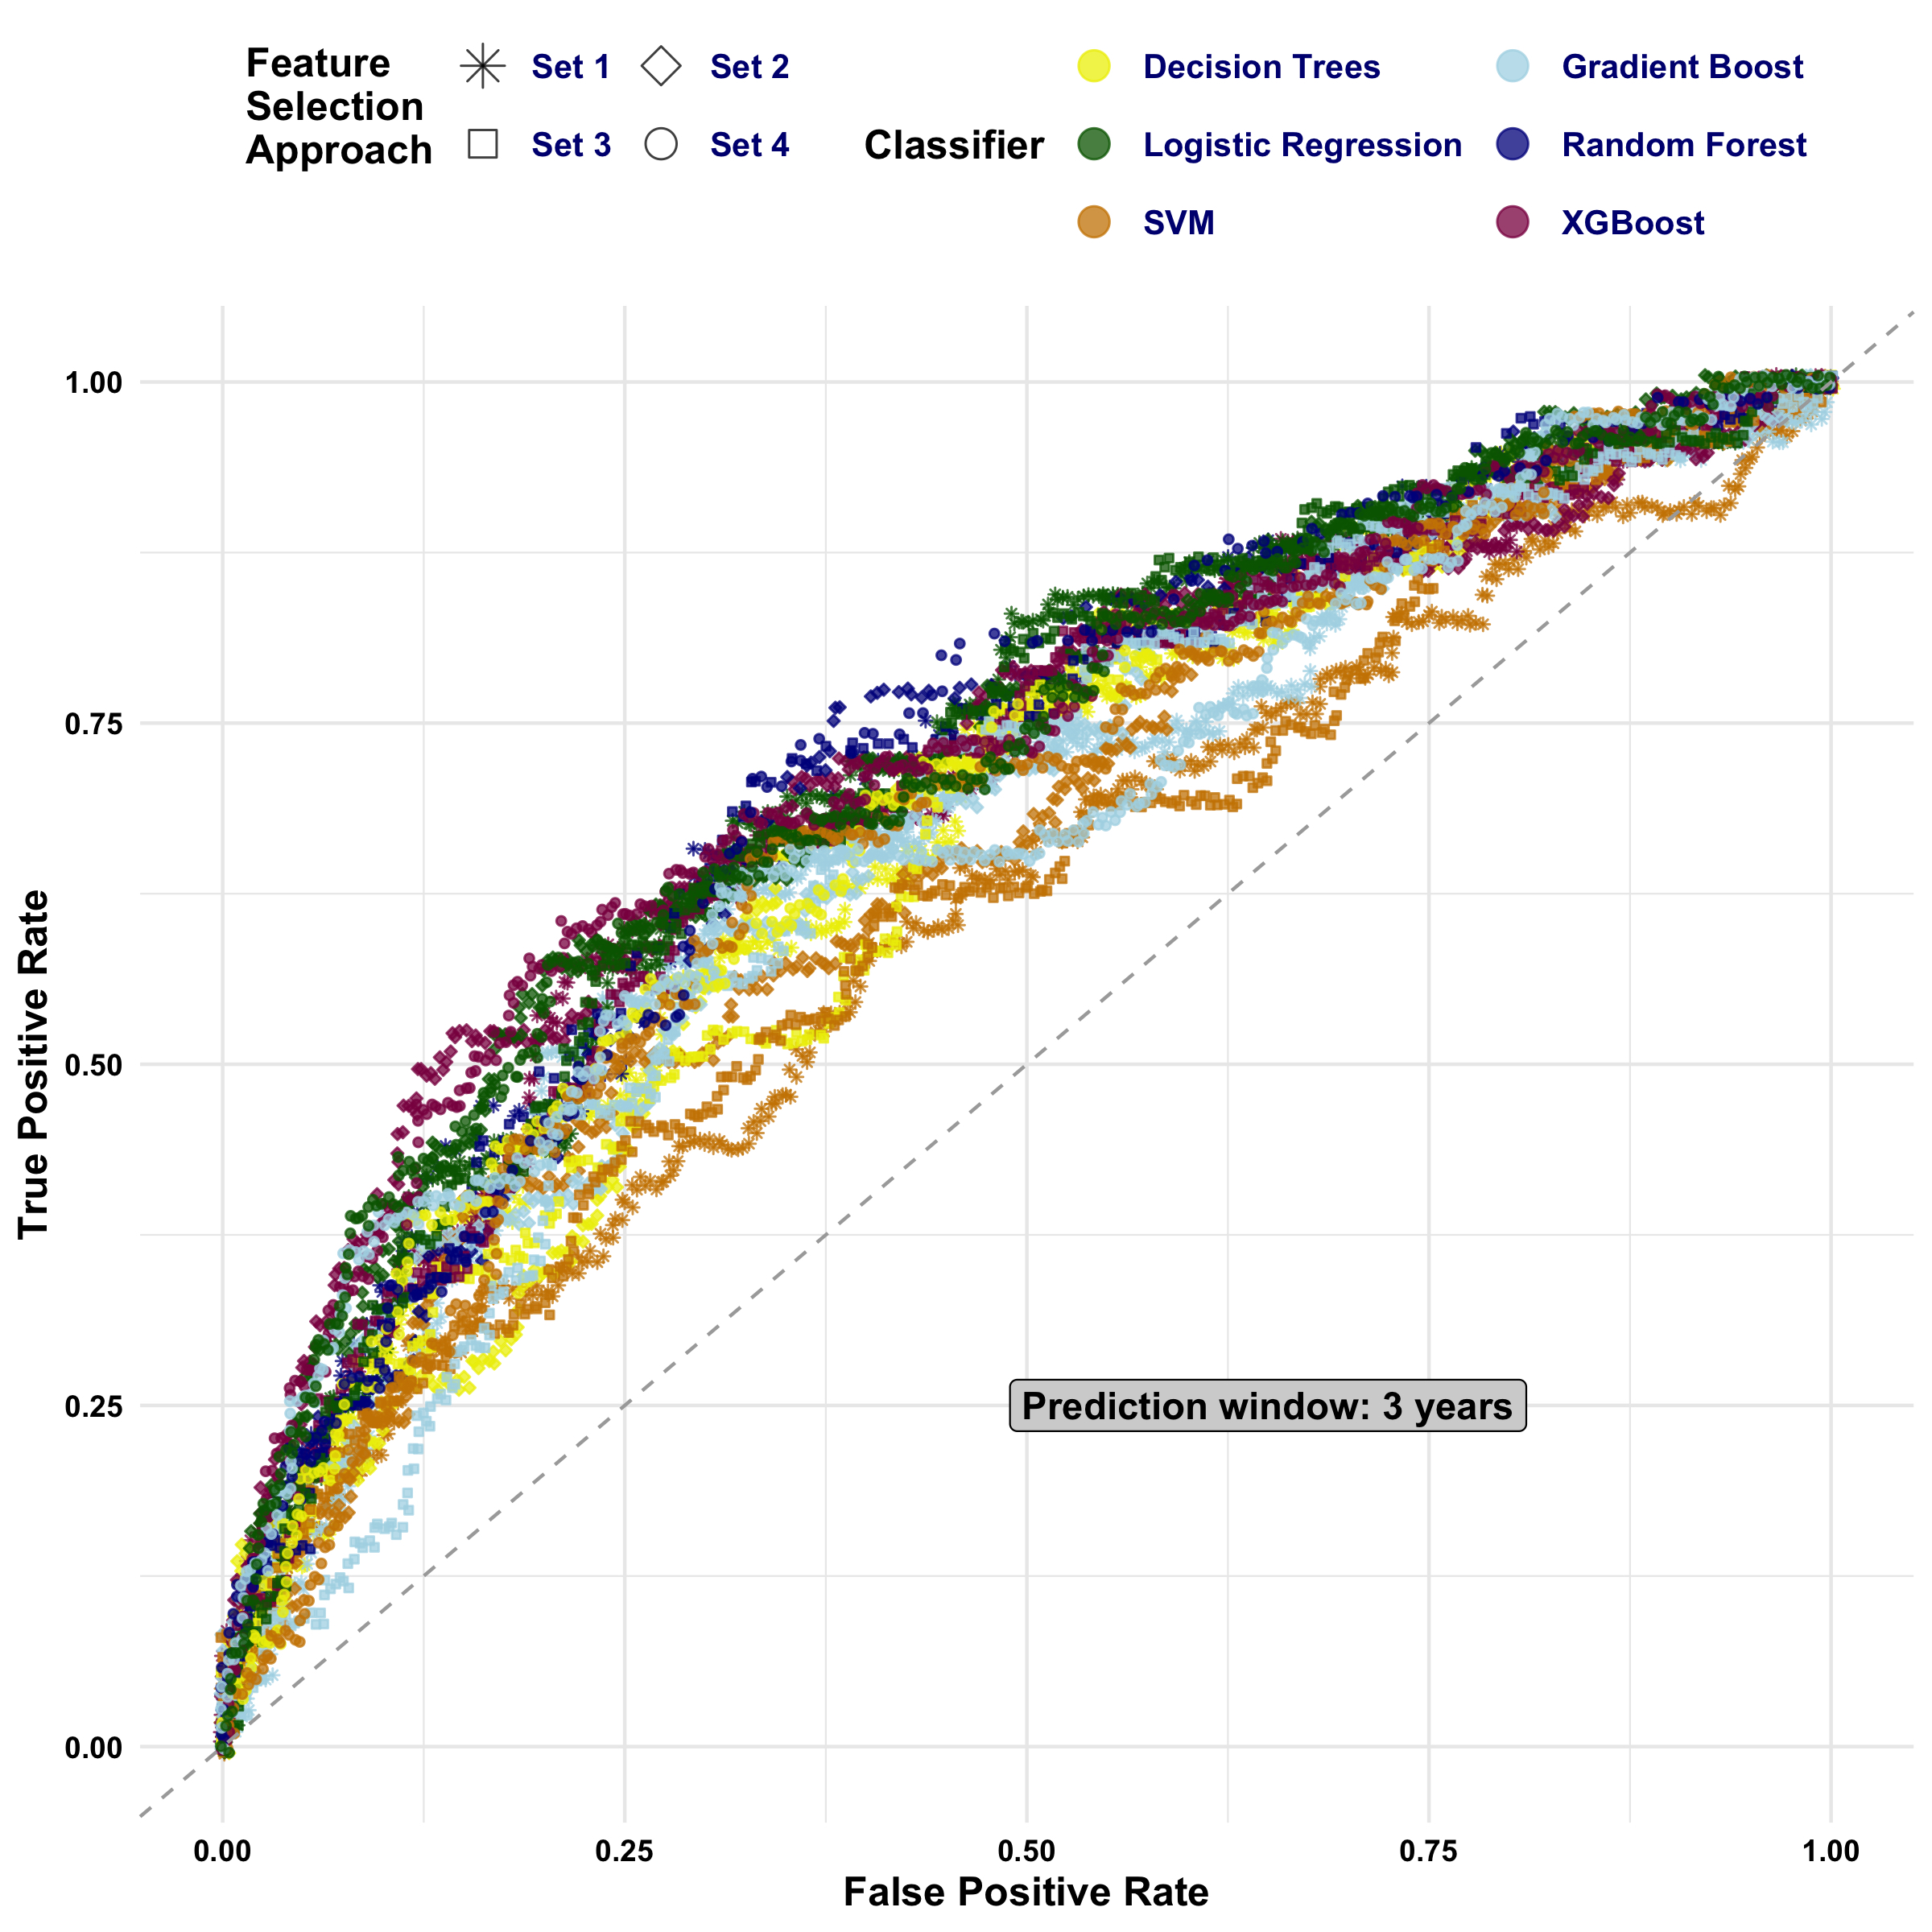 Feature
Selection
Approach
Set 1
Set 2
Set 3
Set 4
Classifier
Decision Trees
Gradient Boost
Logistic Regression
Random Forest
SVM
XGBoost
True Positive Rate
1.00
0.75
0.50
0.25
0.00
Prediction window: 3 years
0.00
0.25
0.50
0.75
1.00
False Positive Rate